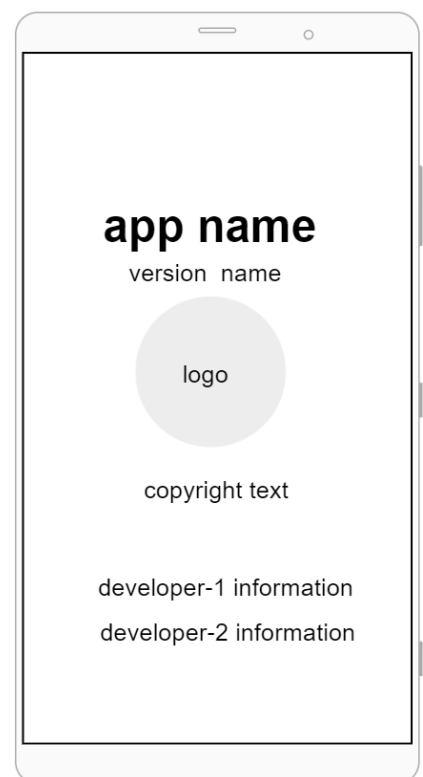 app name
version name
logo
copyright text
developer-1 information
developer-2 information